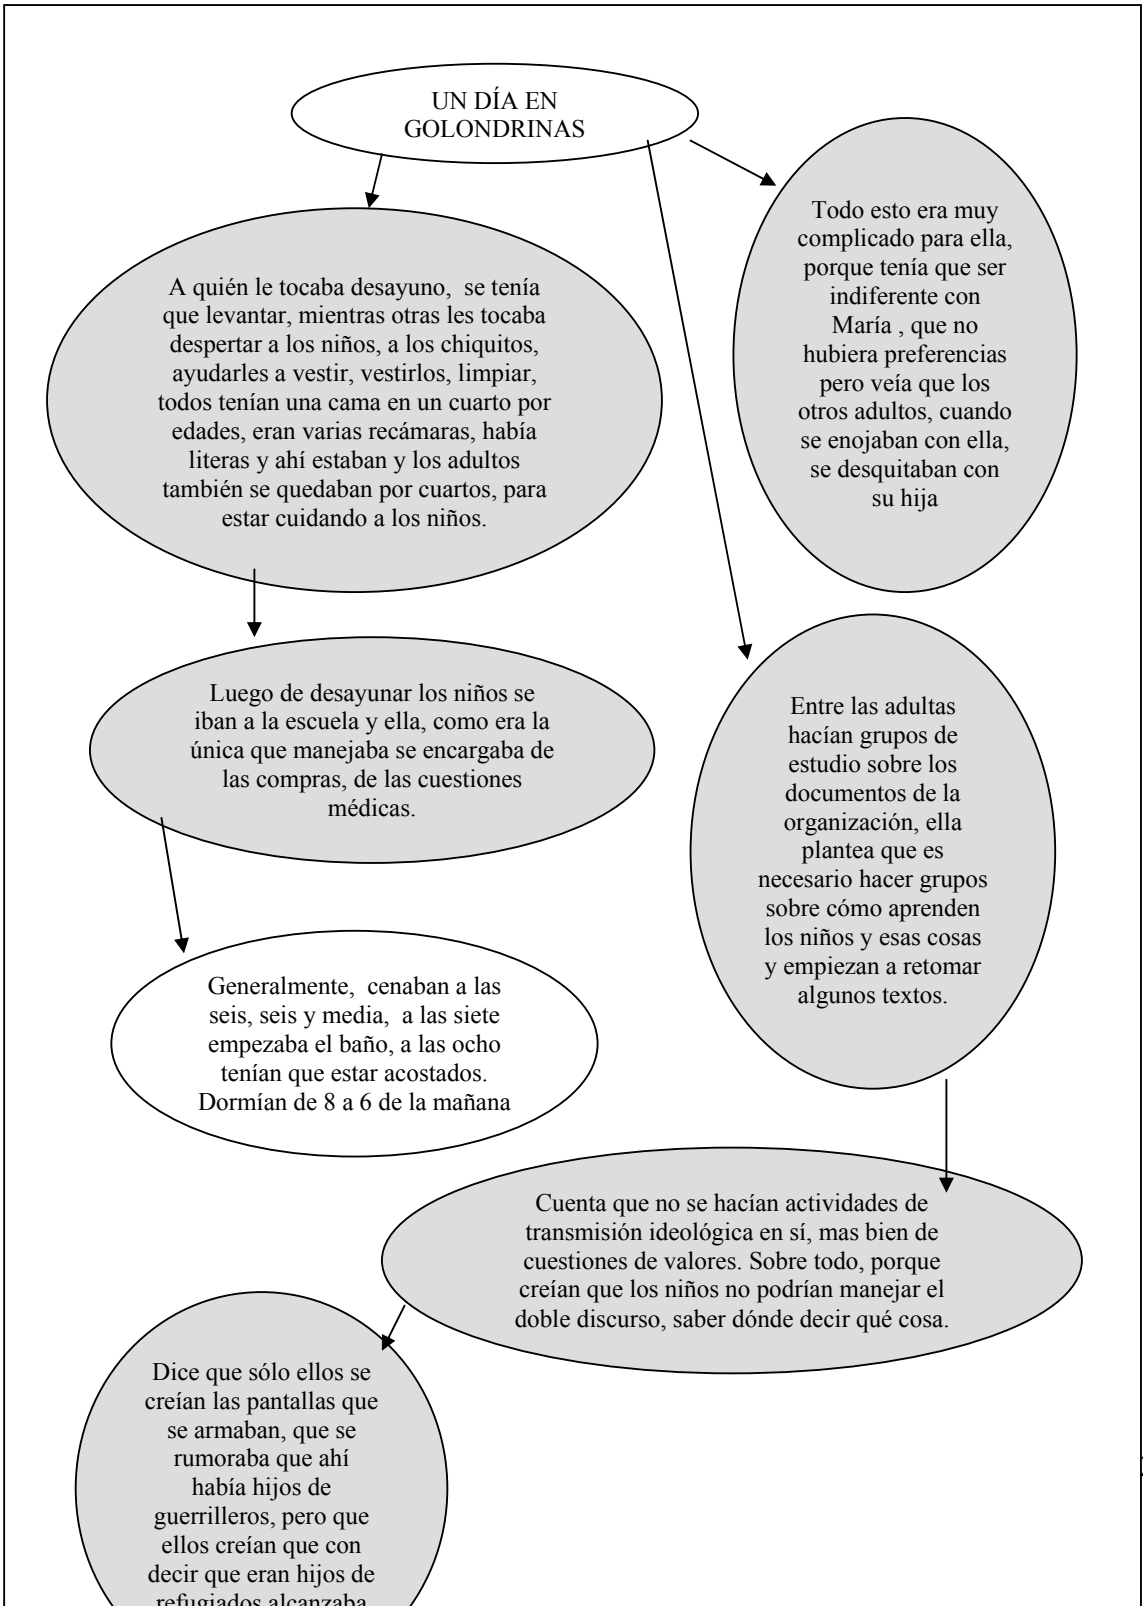 UN DÍA EN
GOLONDRINAS
A quién le tocaba desayuno, se tenía
que levantar, mientras otras les tocaba
despertar a los niños, a los chiquitos,
ayudarles a vestir, vestirlos, limpiar,
todos tenían una cama en un cuarto por
edades, eran varias recámaras, había
literas y ahí estaban y los adultos
también se quedaban por cuartos, para
estar cuidando a los niños.
Todo esto era muy
complicado para ella,
porque tenía que ser
indiferente con
María , que no
hubiera preferencias
pero veía que los
otros adultos, cuando
se enojaban con ella,
se desquitaban con
su hija
Luego de desayunar los niños se
iban a la escuela y ella, como era la
única que manejaba se encargaba de
las compras, de las cuestiones
médicas.
Entre las adultas
hacían grupos de
estudio sobre los
documentos de la
organización, ella
plantea que es
necesario hacer grupos
sobre cómo aprenden
los niños y esas cosas
y empiezan a retomar
algunos textos.
Generalmente, cenaban a las
seis, seis y media, a las siete
empezaba el baño, a las ocho
tenían que estar acostados.
Dormían de 8 a 6 de la mañana
Cuenta que no se hacían actividades de
transmisión ideológica en sí, mas bien de
cuestiones de valores. Sobre todo, porque
creían que los niños no podrían manejar el
doble discurso, saber dónde decir qué cosa.
Dice que sólo ellos se
creían las pantallas que
se armaban, que se
rumoraba que ahí
había hijos de
guerrilleros, pero que
ellos creían que con
decir que eran hijos de
refugiados alcanzaba